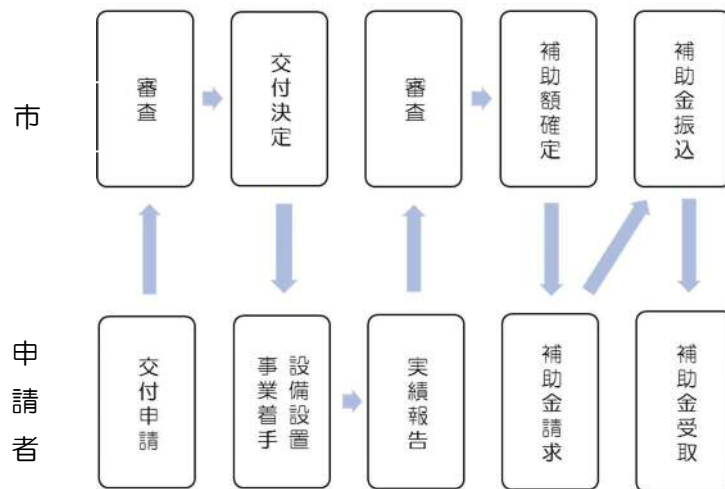 市
審査
交付決定
審査
補助額確定
補助金振込
申請者
交付申請
設備設置
事業着手
実績報告
補助金請求
補助金受取